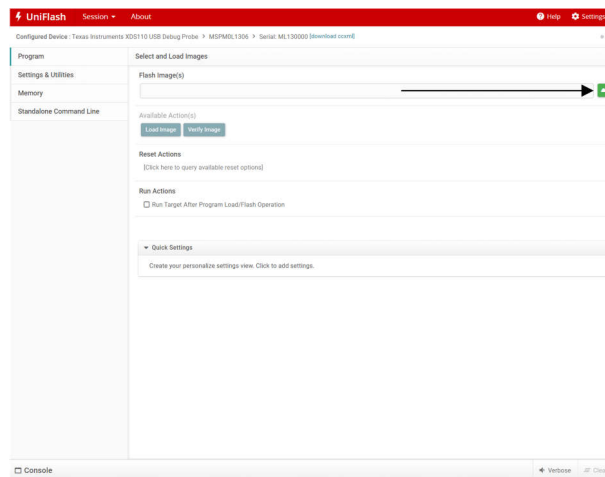 UniFlash Session About Help Settings
Configured Device : Texas Instruments XDS110 USB Debug Probe > MSPM0L1306 > Serial: ML130000 [download ccxml]
Program
Settings & Utilities
Memory
Standalone Command Line
Select and Load Images
Flash Image(s)
Available Action(s)
Load Image Verify Image
Reset Actions
[Click here to query available reset options]
Run Actions
Run Target After Program Load/Flash Operation
Quick Settings
Create your personalize settings view. Click to add settings.
Console Verbose